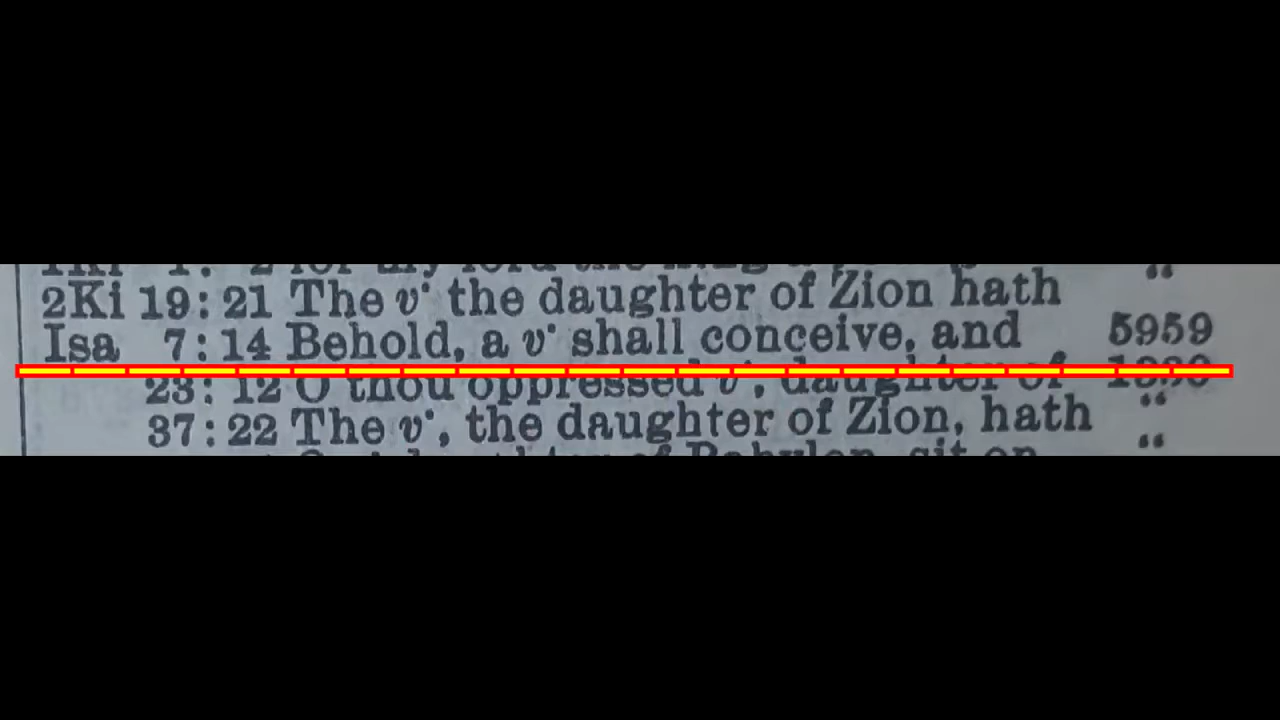 2Ki 19: 21 The v· the daughter of Zion hath “
Isa 7: 14 Behold, a v· shall conceive, and 5959
23: 12 O thou oppressed v·, daughter of
37: 22 The v·, the daughter of Zion, hath “
“